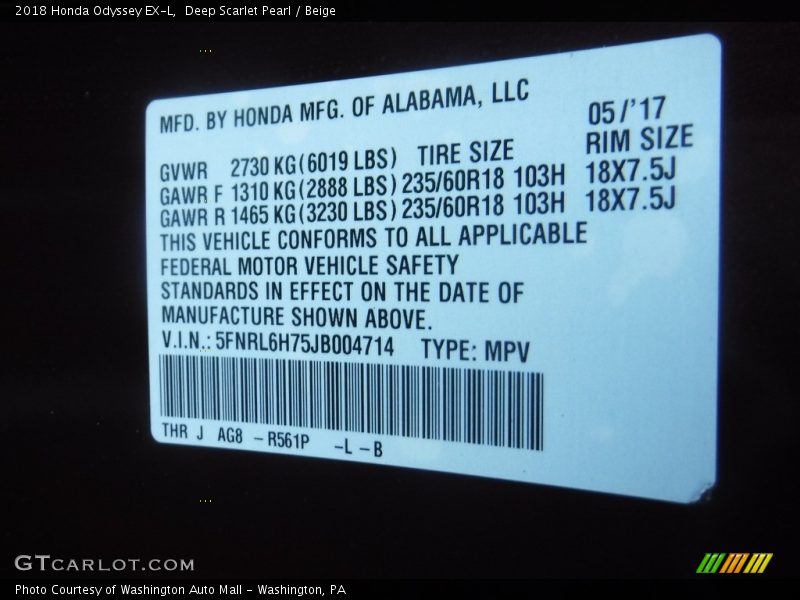 2018 Honda Odyssey EX-L,  Deep Scarlet Pearl / Beige
MFD. BY HONDA MFG. OF ALABAMA, LLC 05/'17
GVWR 2730 KG(6019 LBS) TIRE SIZE RIM SIZE
GAWR F 1310 KG(2888 LBS) 235/60R18 103H 18X7.5J
GAWR R 1465 KG(3230 LBS) 235/60R18 103H 18X7.5J
THIS VEHICLE CONFORMS TO ALL APPLICABLE
FEDERAL MOTOR VEHICLE SAFETY
STANDARDS IN EFFECT ON THE DATE OF
MANUFACTURE SHOWN ABOVE.
V.I.N.: 5FNRL6H75JB004714 TYPE: MPV
THR J AG8 -R561P -L -B
GTCARLOT.COM
Photo Courtesy of Washington Auto Mall - Washington, PA